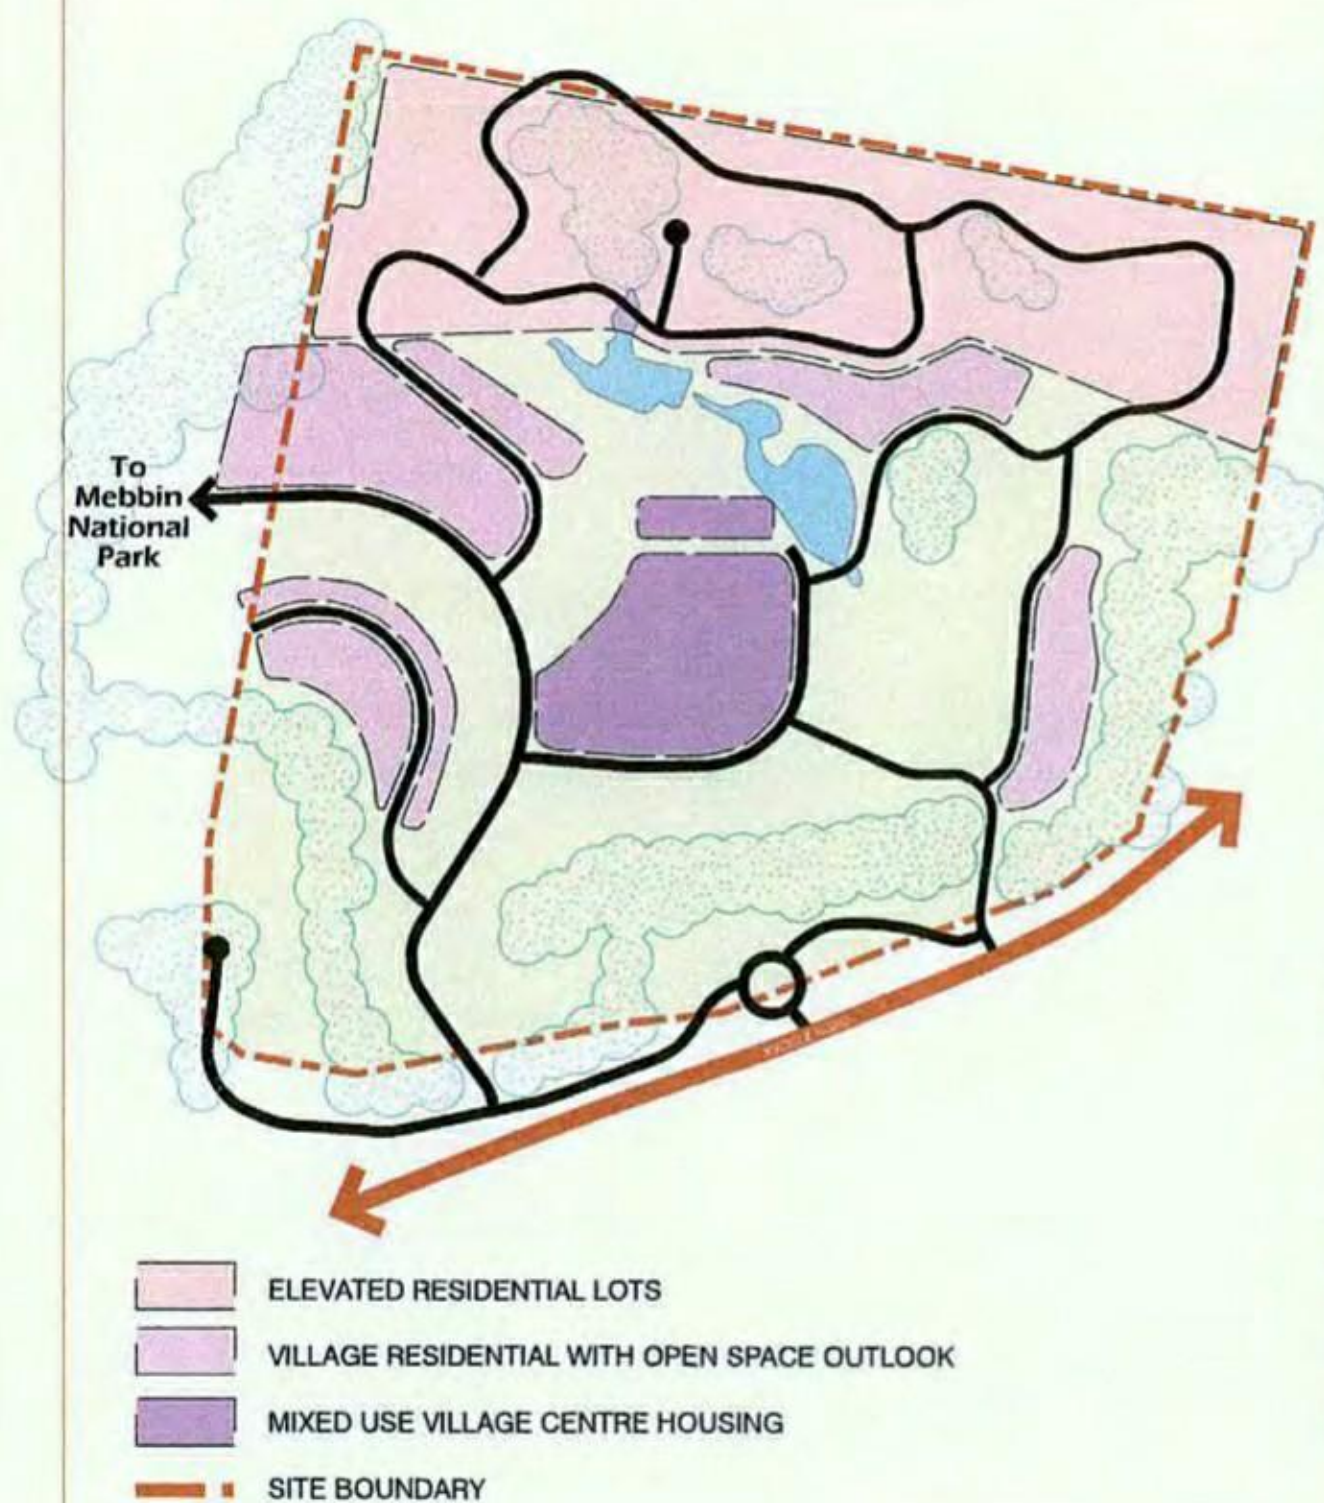 To
Mebbin
National
Park
ELEVATED RESIDENTIAL LOTS
VILLAGE RESIDENTIAL WITH OPEN SPACE OUTLOOK
MIXED USE VILLAGE CENTRE HOUSING
SITE BOUNDARY